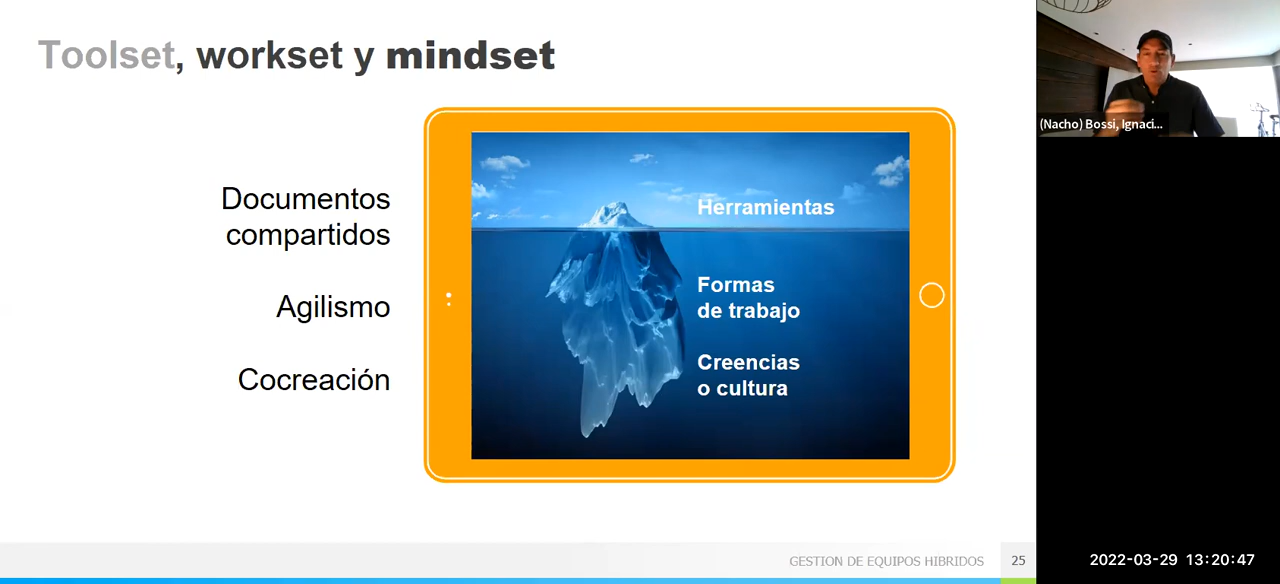 Toolset, workset y mindset
Documentos
compartidos
Agilismo
Cocreación
Herramientas
Formas
de trabajo
Creencias
o cultura
GESTION DE EQUIPOS HIBRIDOS
25
(Nacho) Bossi, Ignaci...
2022-03-29 13:20:47